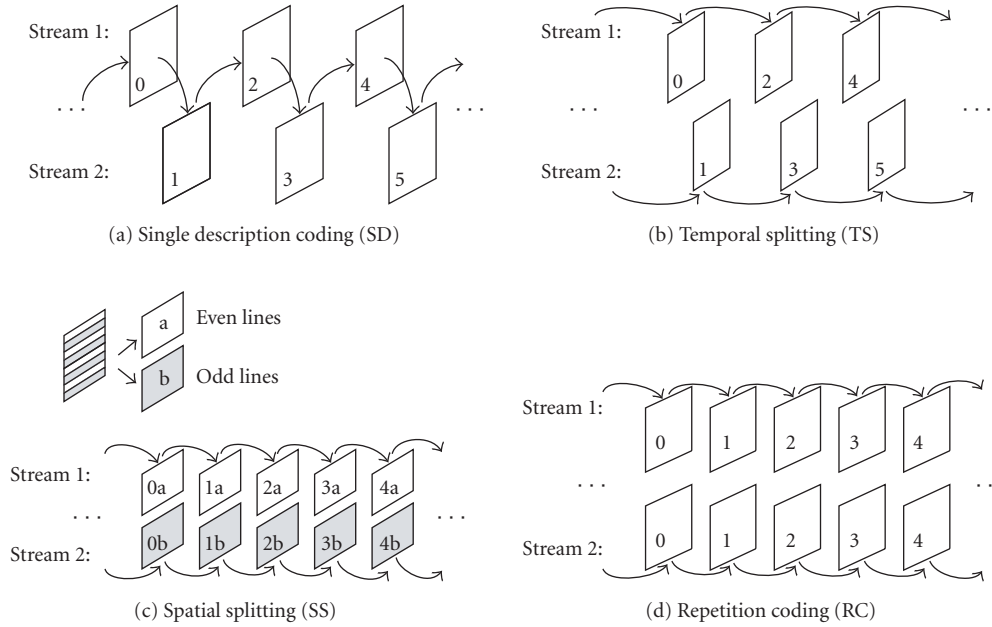 Stream 1:
0 2 4
. . . . . .
Stream 2:
1 3 5
(a) Single description coding (SD)
Stream 1:
0 2 4
. . . . . .
Stream 2:
1 3 5
(b) Temporal splitting (TS)
a Even lines
b Odd lines
Stream 1:
0a 1a 2a 3a 4a
. . . . . .
Stream 2:
0b 1b 2b 3b 4b
(c) Spatial splitting (SS)
Stream 1:
0 1 2 3 4
. . . . .
Stream 2:
0 1 2 3 4
(d) Repetition coding (RC)